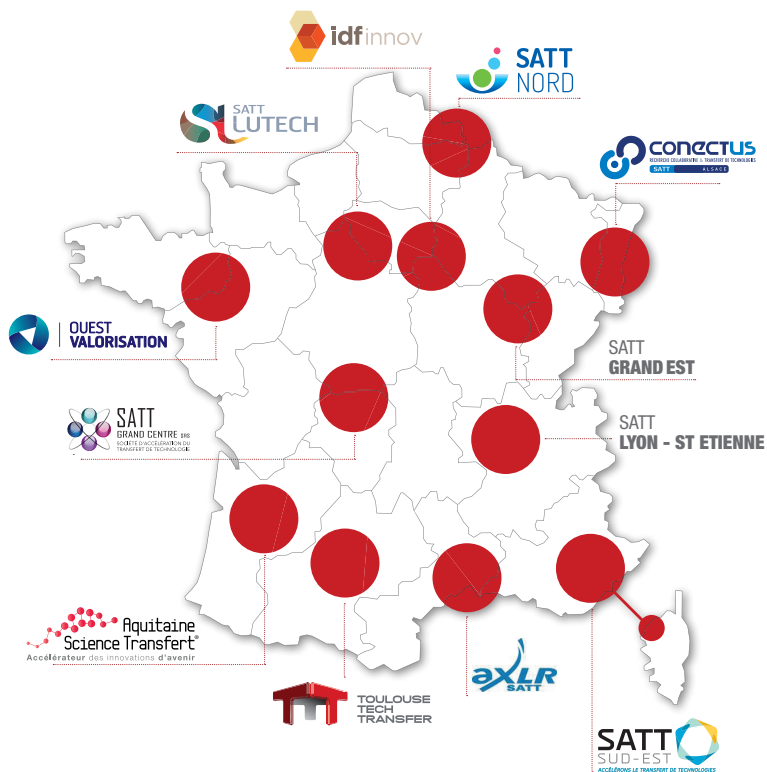 idfinnov
SATT
NORD
SATT
LUTECH
conectus
RECHERCHE COLLABORATIVE & TRANSFERT DE TECHNOLOGIES
SATT ALSACE
OUEST
VALORISATION
SATT
GRAND EST
SATT
GRAND CENTRE SAS
SOCIÉTÉ D'ACCÉLÉRATION DU
TRANSFERT DE TECHNOLOGIE
SATT
LYON - ST ETIENNE
Aquitaine
Science Transfert®
Accélérateur des innovations d'avenir
TOULOUSE
TECH
TRANSFER
aXLR
SATT
SATT
SUD-EST
ACCÉLÉRONS LE TRANSFERT DE TECHNOLOGIES